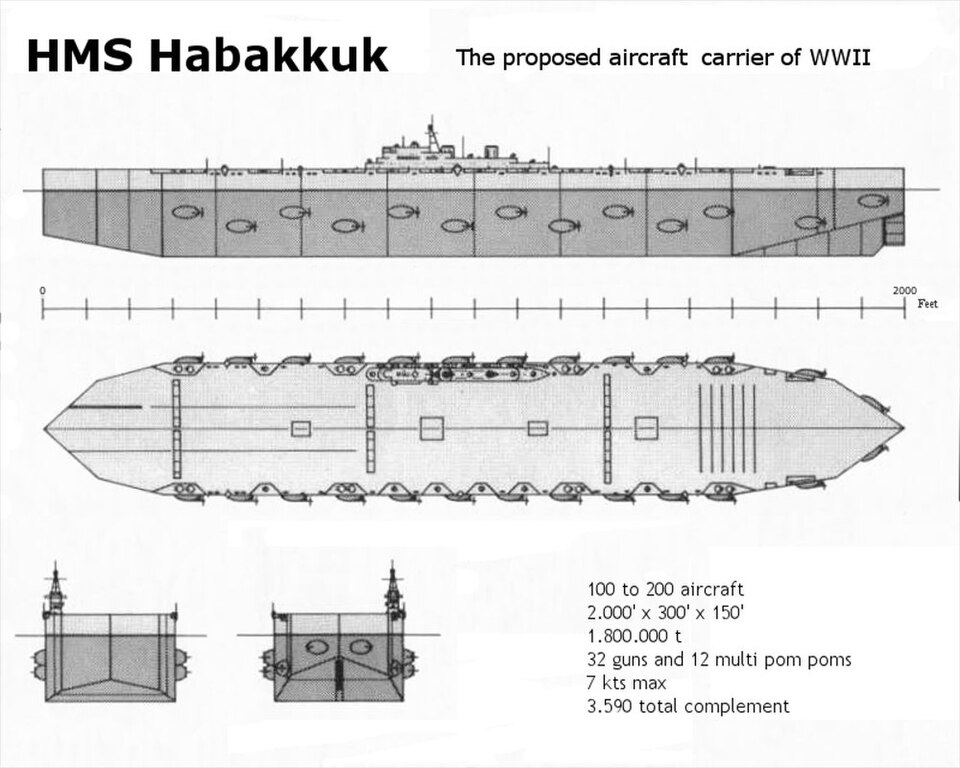 HMS Habakkuk
The proposed aircraft carrier of WWII
0
2000
Feet
100 to 200 aircraft
2.000' x 300' x 150'
1.800.000 t
32 guns and 12 multi pom poms
7 kts max
3.590 total complement